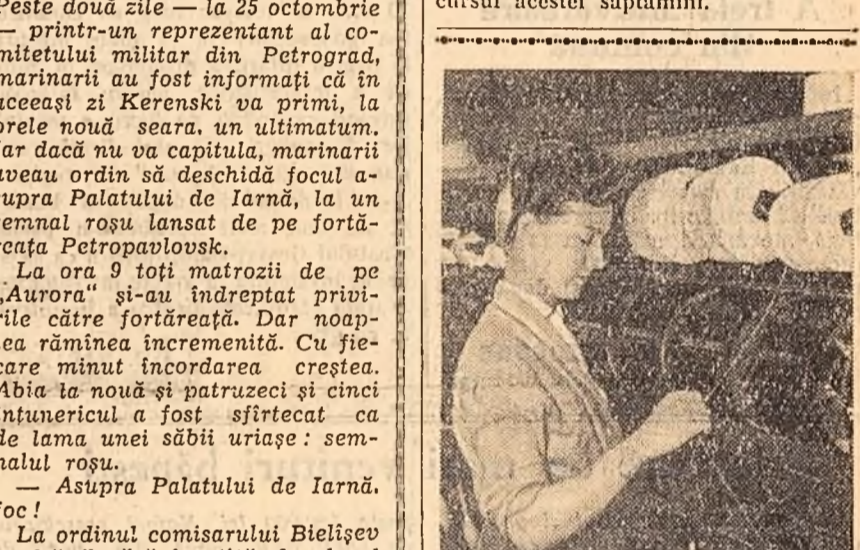 Peste două zile — la 25 octombrie
— printr-un reprezentant al co-
mitetului militar din Petrograd,
marinarii au fost informați că în
aceeași zi Kerenski va primi, la
orele nouă seara, un ultimatum.
Iar dacă nu va capitula, marinarii
aveau ordin să deschidă focul a-
supra Palatului de Iarnă, la un
semnal roșu lansat de pe fortă-
reața Petropavlovsk.
La ora 9 toți matrozii de pe
„Aurora" și-au îndreptat privi-
rile către fortăreață. Dar noap-
tea rămînea încremenită. Cu fie-
care minut încordarea creștea.
Abia la nouă și patruzeci și cinci
întunericul a fost sfîrtecat ca
de lama unei săbii uriașe : sem-
nalul roșu.
— Asupra Palatului de Iarnă,
foc !
La ordinul comisarului Bielîșev
cursul acestei săptămîni.